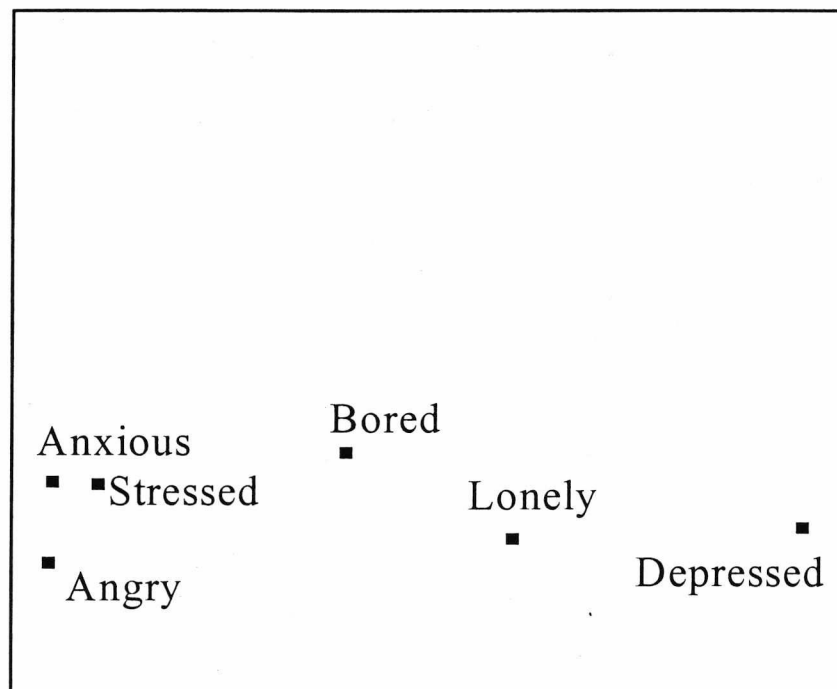 Bored
Anxious
Stressed
Lonely
Angry
Depressed